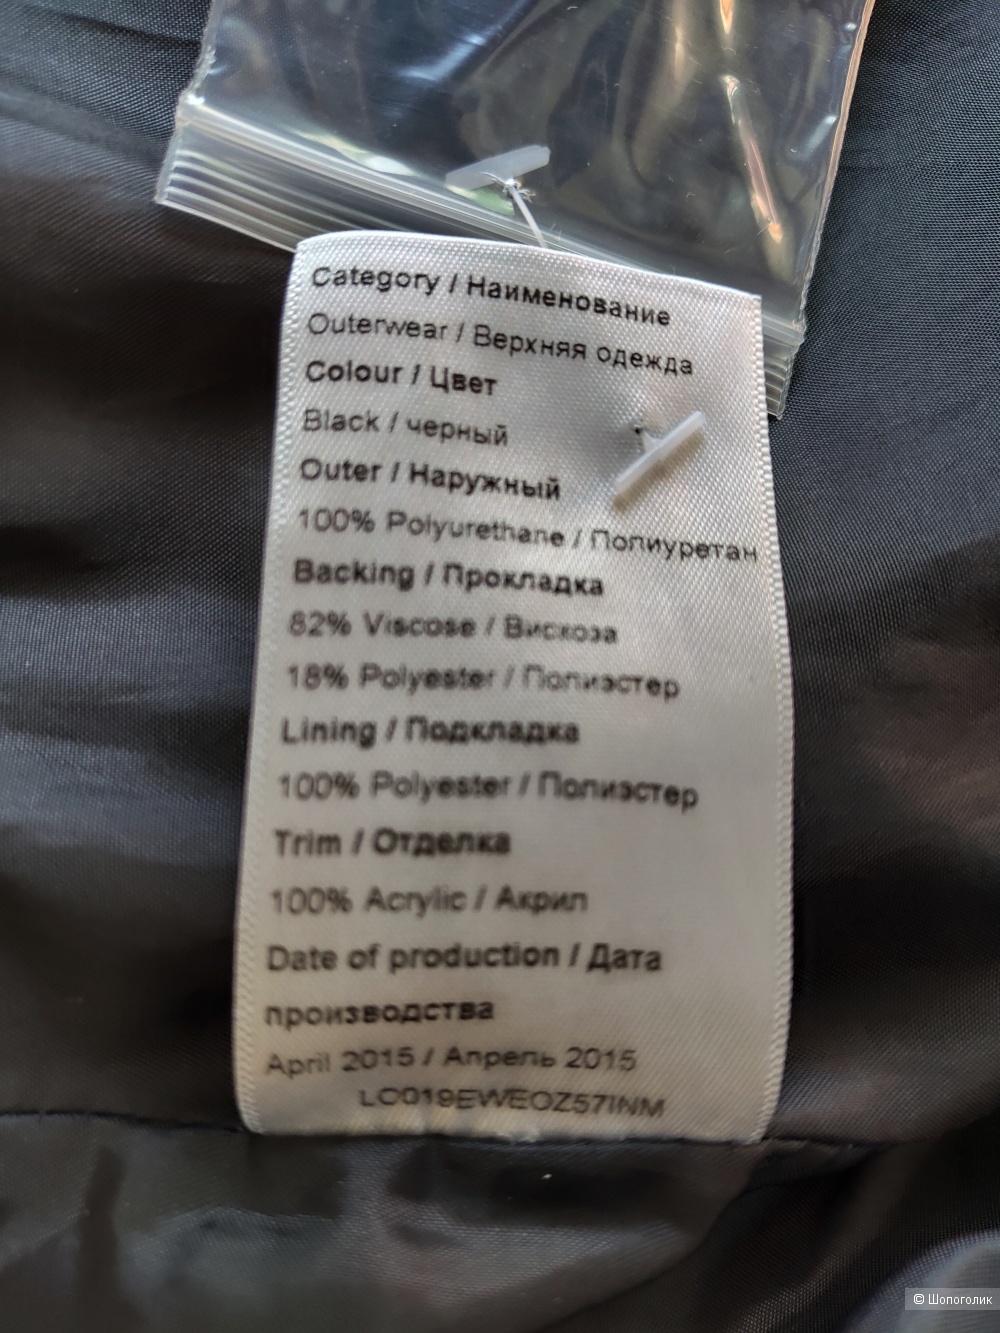 Category / Наименование
Outerwear / Верхняя одежда
Colour / Цвет
Black / черный
Outer / Наружный
100% Polyurethane / Полиуретан
Backing / Прокладка
82% Viscose / Вискоза
18% Polyester / Полиэстер
Lining / Подкладка
100% Polyester / Полиэстер
Trim / Отделка
100% Acrylic / Акрил
Date of production / Дата
производства
April 2015 / Апрель 2015
LO019EWEOZ57INM
© Шопоголик